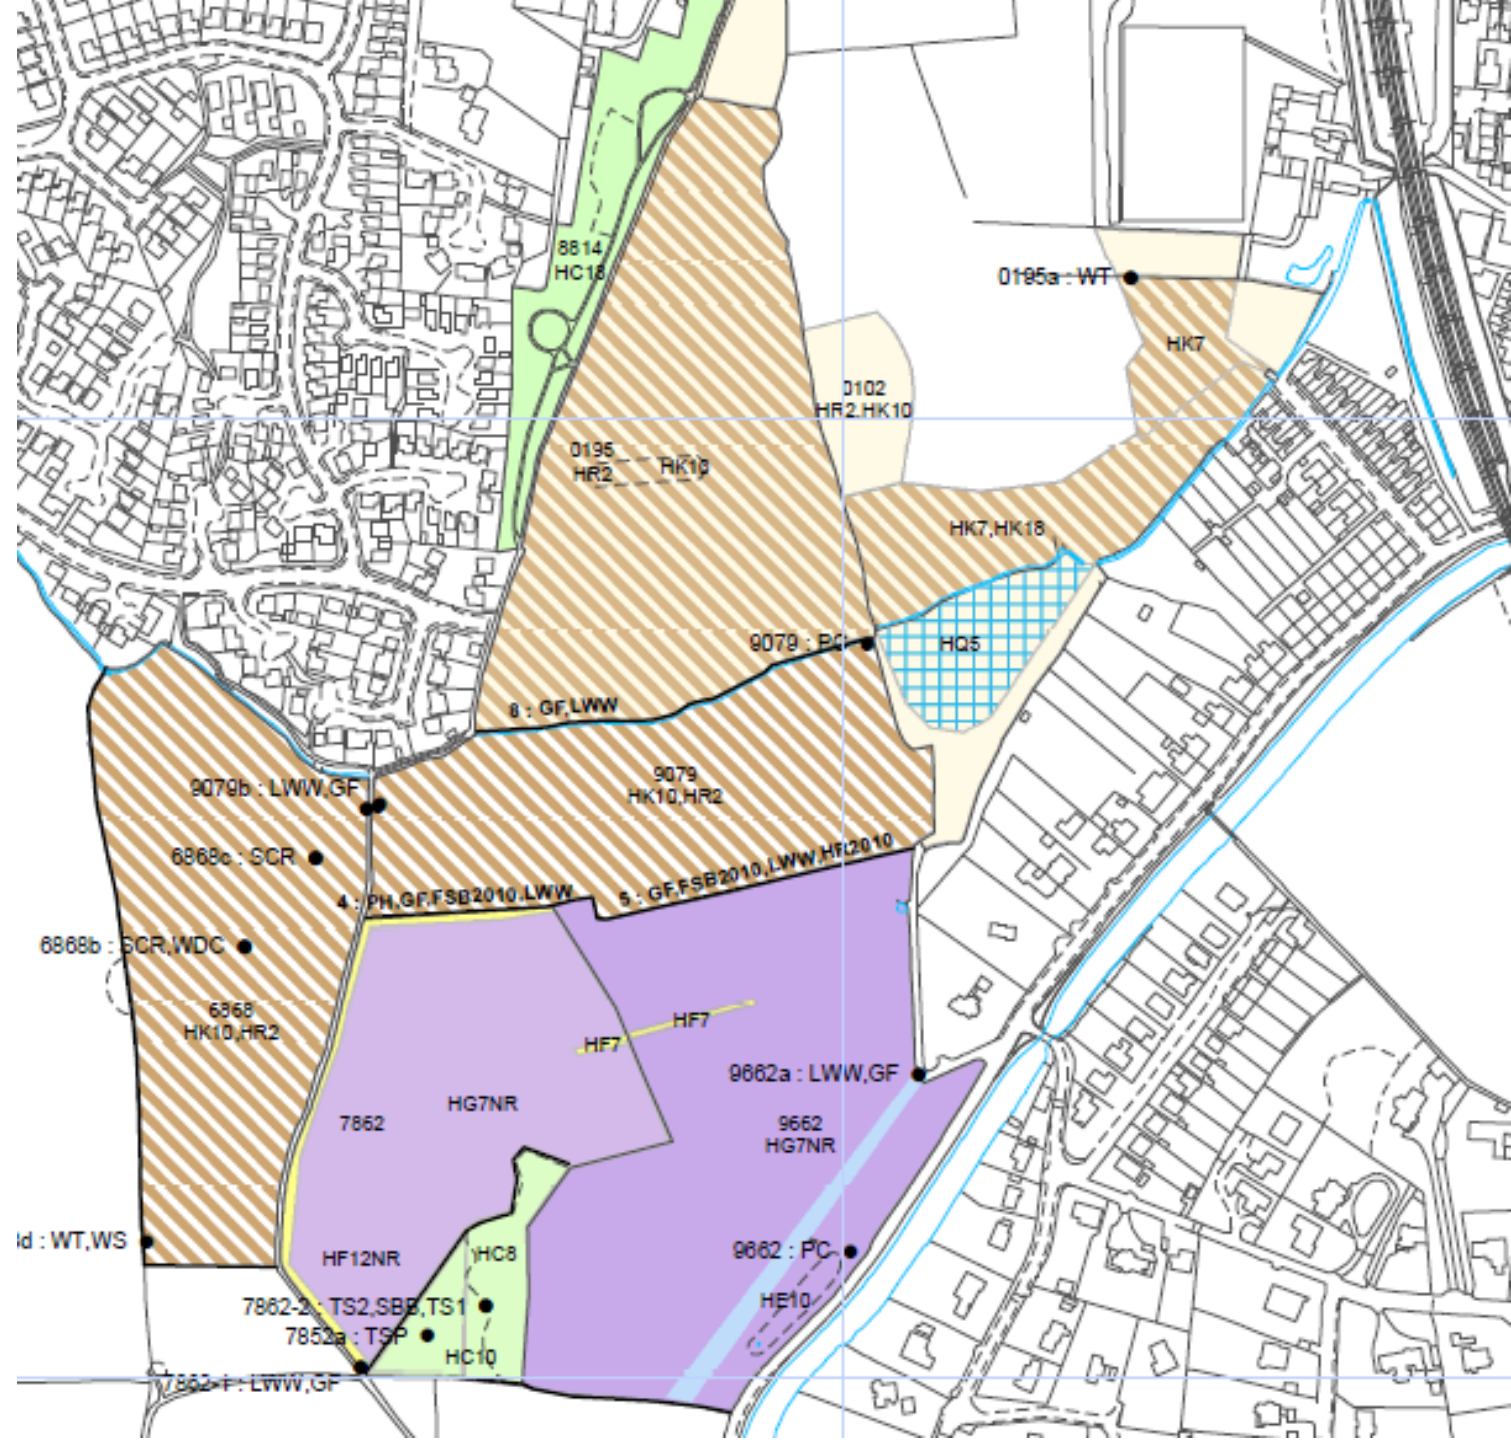 8814
HC18
0195a : WT
HK7
0102
HR2,HK10
0195
HR2
HK10
HK7,HK18
9079 : PC
HQ5
8 : GF,LWW
9079
HK10,HR2
9079b : LWW,GF
6868c : SCR
4 : PH,GF,FSB2010,LWW
5 : GF,FSB2010,LWW,HR2010
6868b : SCR,WDC
6868
HK10,HR2
HF7
HF7
9662a : LWW,GF
HG7NR
7862
9662
HG7NR
d : WT,WS
HC8
HF12NR
9662 : PC
HE10
7862-2 : TS2,SBB,TS1
7852a : TSP
HC10
7862-1 : LWW,GF